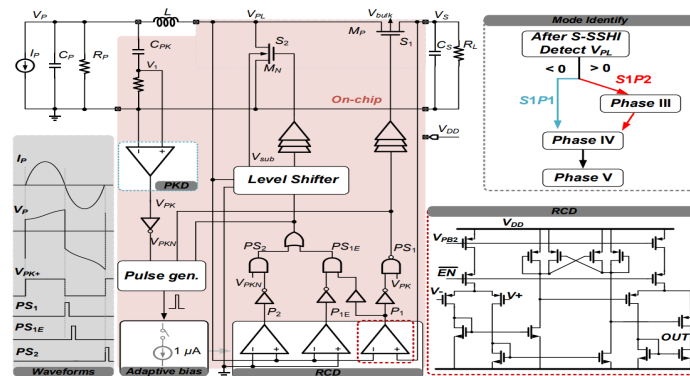 V_P
L
V_PL
S_2
V_bulk
M_P
S_1
V_S
I_P
C_P
R_P
C_PK
V_1
M_N
C_S
R_L
On-chip
V_DD
V_sub
Level Shifter
PKD
V_PK
V_PKN
Pulse gen.
PS_2
PS_1E
PS_1
V_PKN
V_PK
P_2
P_1E
P_1
1 μA
Adaptive bias
RCD
I_P
V_P
V_PK+
PS_1
PS_1E
PS_2
Waveforms
Mode Identify
After S-SSHI
Detect V_PL
< 0
> 0
S1P1
S1P2
Phase III
Phase IV
Phase V
RCD
V_DD
V_PB2
EN
V-
V+
OUT